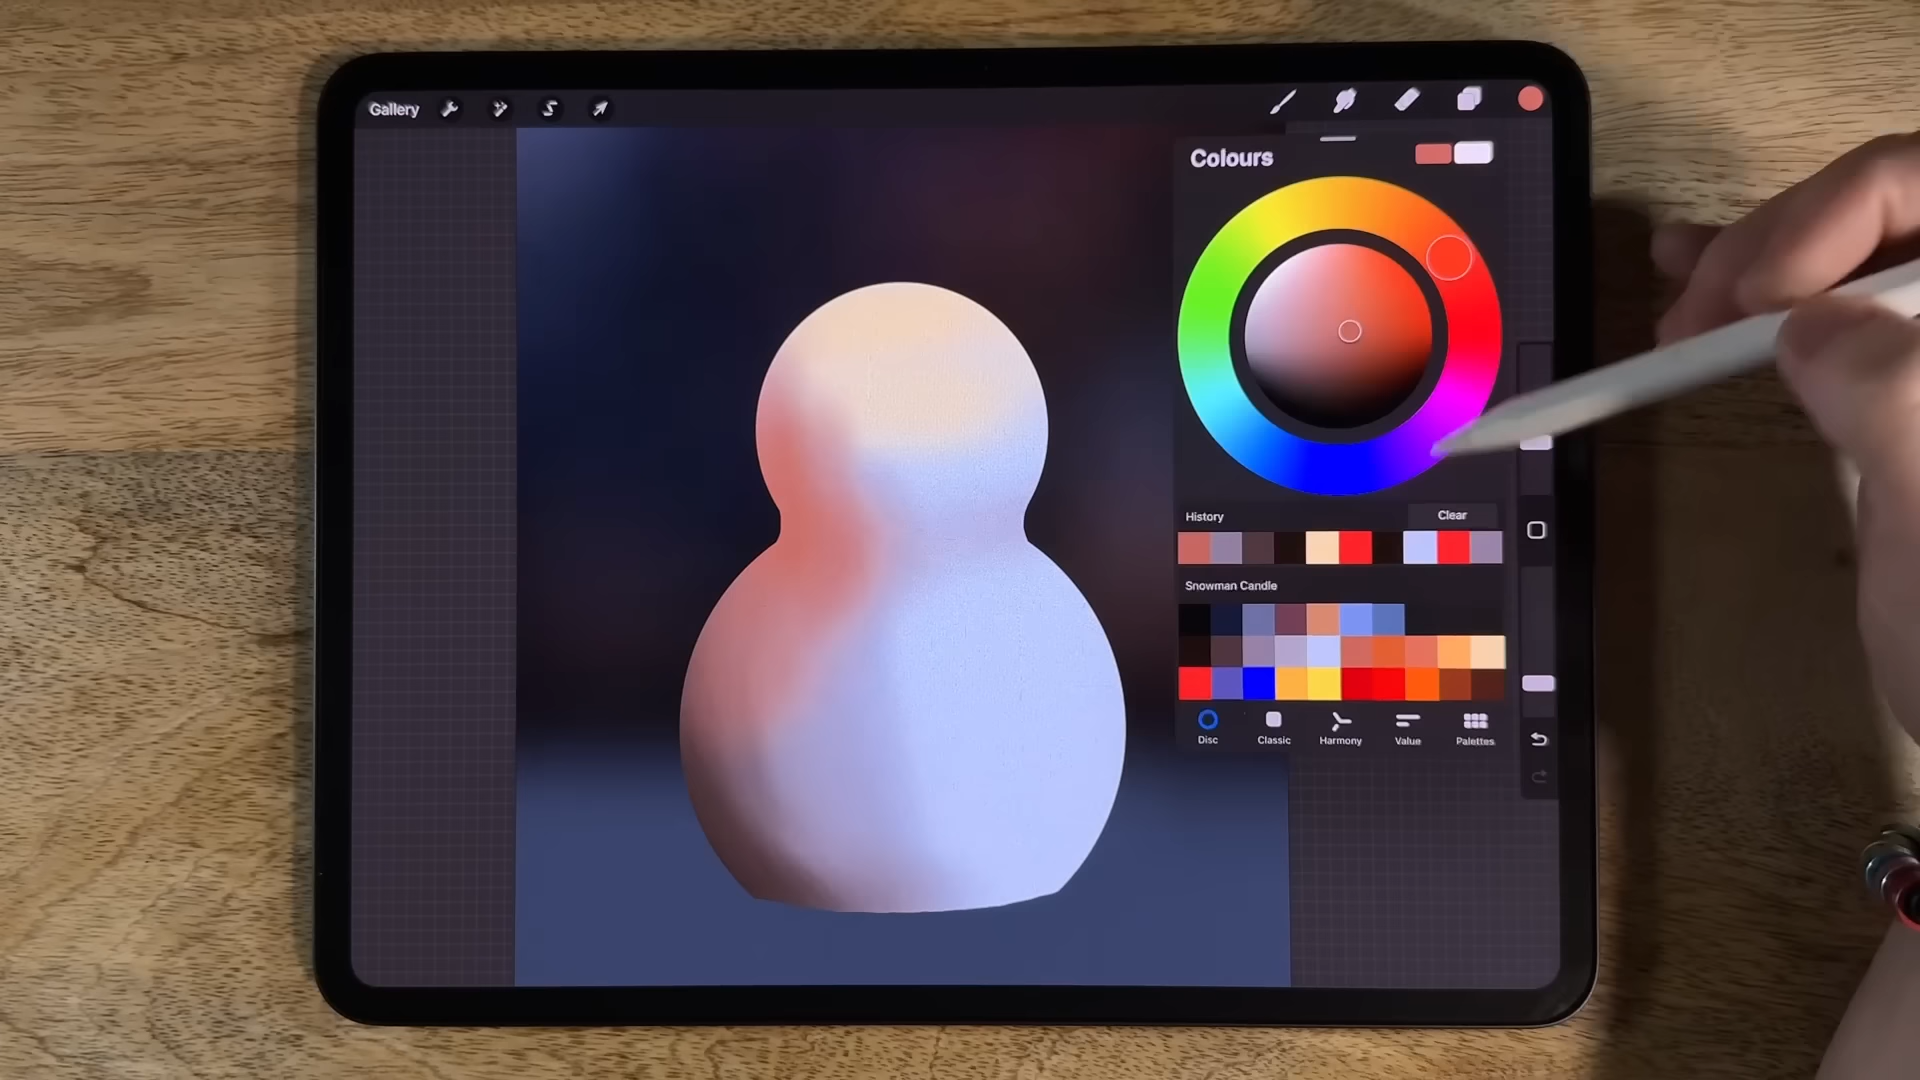 Gallery
Colours
History
Clear
Snowman Candle
Disc
Classic
Harmony
Value
Palettes